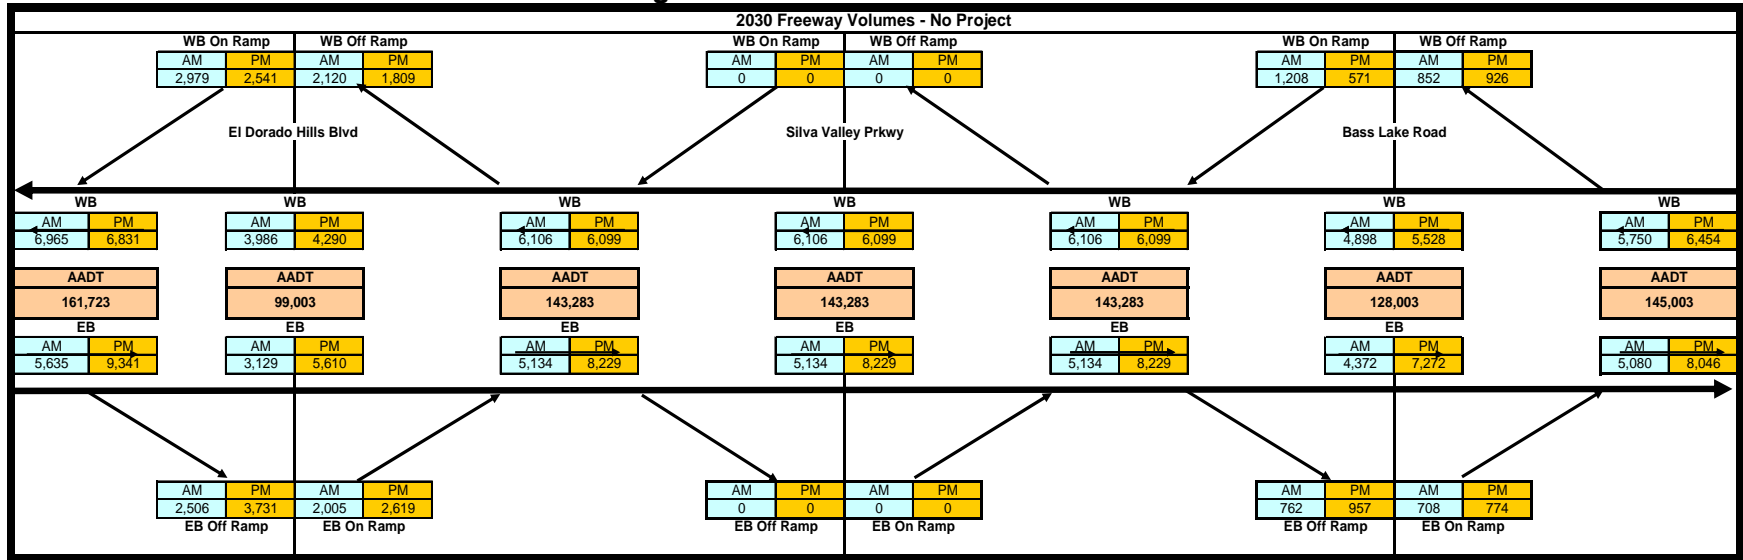 2030 Freeway Volumes - No Project
WB On Ramp WB Off Ramp WB On Ramp WB Off Ramp WB On Ramp WB Off Ramp
AM PM AM PM AM PM AM PM AM PM AM PM
2,979 2,541 2,120 1,809 0 0 0 0 1,208 571 852 926
El Dorado Hills Blvd Silva Valley Prkwy Bass Lake Road
WB WB WB WB WB WB WB
AM PM AM PM AM PM AM PM AM PM AM PM AM PM
6,965 6,831 3,986 4,290 6,106 6,099 6,106 6,099 6,106 6,099 4,898 5,528 5,750 6,454
AADT AADT AADT AADT AADT AADT AADT
161,723 99,003 143,283 143,283 143,283 128,003 145,003
EB EB EB EB EB EB
AM PM AM PM AM PM AM PM AM PM AM PM AM PM
5,635 9,341 3,129 5,610 5,134 8,229 5,134 8,229 5,134 8,229 4,372 7,272 5,080 8,046
AM PM AM PM AM PM AM PM AM PM AM PM
2,506 3,731 2,005 2,619 0 0 0 0 762 957 708 774
EB Off Ramp EB On Ramp EB Off Ramp EB On Ramp EB Off Ramp EB On Ramp